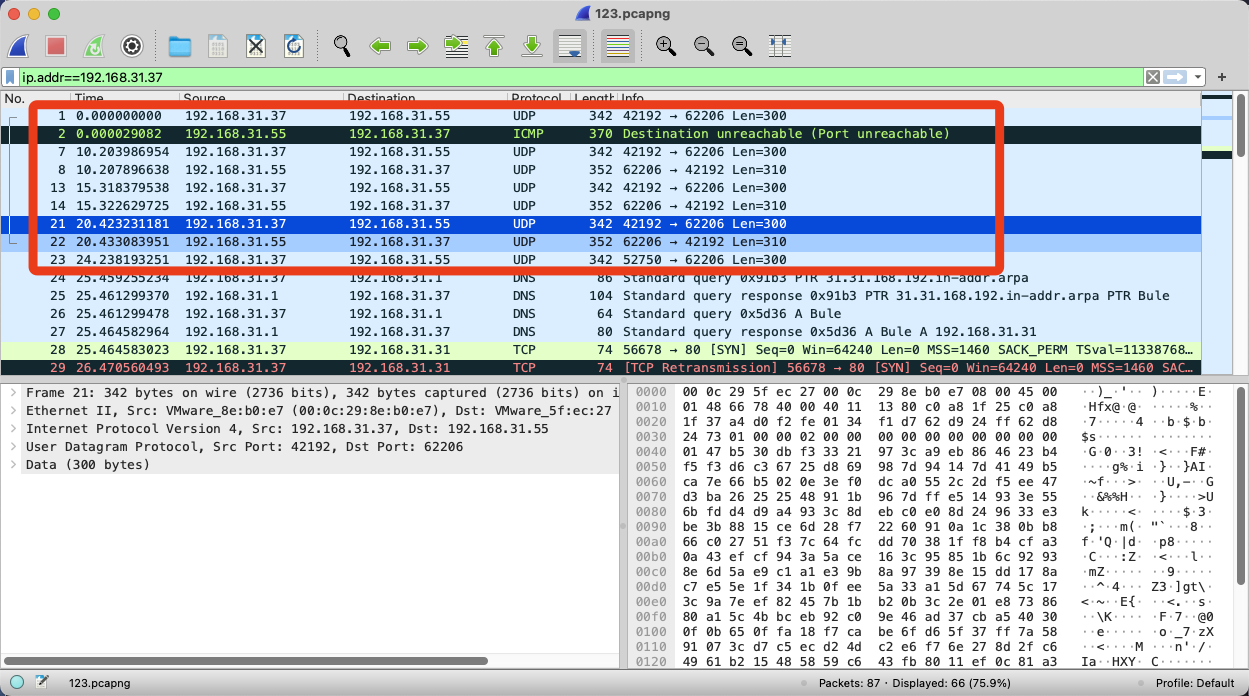 123.pcapng
ip.addr==192.168.31.37
No. Time Source Destination Protocol Length Info
1 0.000000000 192.168.31.37 192.168.31.55 UDP 342 42192 → 62206 Len=300
2 0.000029082 192.168.31.55 192.168.31.37 ICMP 370 Destination unreachable (Port unreachable)
7 10.203986954 192.168.31.37 192.168.31.55 UDP 342 42192 → 62206 Len=300
8 10.207896638 192.168.31.55 192.168.31.37 UDP 352 62206 → 42192 Len=310
13 15.318379538 192.168.31.37 192.168.31.55 UDP 342 42192 → 62206 Len=300
14 15.322629725 192.168.31.55 192.168.31.37 UDP 352 62206 → 42192 Len=310
21 20.423231181 192.168.31.37 192.168.31.55 UDP 342 42192 → 62206 Len=300
22 20.433083951 192.168.31.55 192.168.31.37 UDP 352 62206 → 42192 Len=310
23 24.238193251 192.168.31.37 192.168.31.55 UDP 342 52750 → 62206 Len=300
24 25.459255234 192.168.31.37 192.168.31.1 DNS 86 Standard query 0x91b3 PTR 31.31.168.192.in-addr.arpa
25 25.461299370 192.168.31.1 192.168.31.37 DNS 104 Standard query response 0x91b3 PTR 31.31.168.192.in-addr.arpa PTR Bule
26 25.461299478 192.168.31.37 192.168.31.1 DNS 64 Standard query 0x5d36 A Bule
27 25.464582964 192.168.31.1 192.168.31.37 DNS 80 Standard query response 0x5d36 A Bule A 192.168.31.31
28 25.464583023 192.168.31.37 192.168.31.31 TCP 74 56678 → 80 [SYN] Seq=0 Win=64240 Len=0 MSS=1460 SACK_PERM TSval=11338768…
29 26.470560493 192.168.31.37 192.168.31.31 TCP 74 [TCP Retransmission] 56678 → 80 [SYN] Seq=0 Win=64240 Len=0 MSS=1460 SAC…
Frame 21: 342 bytes on wire (2736 bits), 342 bytes captured (2736 bits) on i
Ethernet II, Src: VMware_8e:b0:e7 (00:0c:29:8e:b0:e7), Dst: VMware_5f:ec:27
Internet Protocol Version 4, Src: 192.168.31.37, Dst: 192.168.31.55
User Datagram Protocol, Src Port: 42192, Dst Port: 62206
Data (300 bytes)
0000 00 0c 29 5f ec 27 00 0c 29 8e b0 e7 08 00 45 00 ··)_·'·· )·····E·
0010 01 48 66 78 40 00 40 11 13 80 c0 a8 1f 25 c0 a8 ·Hfx@·@· ·····%··
0020 1f 37 a4 d0 f2 fe 01 34 f1 d7 62 d9 24 ff 62 d8 ·7·····4 ··b·$·b·
0030 24 73 01 00 00 02 00 00 00 00 00 00 00 00 00 00 $s······ ········
0040 01 47 b5 30 db f3 33 21 97 3c a9 eb 86 46 23 b4 ·G·0··3! ·<···F#·
0050 f5 f3 d6 c3 67 25 d8 69 98 7d 94 14 7d 41 49 b5 ····g%·i ·}··}AI·
0060 ca 7e 66 b5 02 0e 3e f0 dc a0 55 2c 2d f5 ee 47 ·~f···>· ··U,-··G
0070 d3 ba 26 25 25 48 91 1b 96 7d ff e5 14 93 3e 55 ··&%%H·· ·}····>U
0080 6b fd d4 d9 a4 93 3c 8d eb c0 e0 8d 24 96 33 e3 k·····<· ····$·3·
0090 be 3b 88 15 ce 6d 28 f7 22 60 91 0a 1c 38 0b b8 ·;···m(· "`···8··
00a0 66 c0 27 51 f3 7c 64 fc dd 70 38 1f f8 b4 cf a3 f·'Q·|d· ·p8·····
00b0 0a 43 ef cf 94 3a 5a ce 16 3c 95 85 1b 6c 92 93 ·C···:Z· ·<···l··
00c0 8e 6d 5a e9 c1 a1 e3 9b 8a 97 39 8e 15 dd 17 8a ·mZ····· ··9·····
00d0 c7 e5 5e 1f 34 1b 0f ee 5a 33 a1 5d 67 74 5c 17 ··^·4··· Z3·]gt\·
00e0 3c 9a 7e ef 82 45 7b 1b b2 0b 3c 2e 01 e8 73 86 <·~··E{· ··<.··s·
00f0 80 a1 5c 4b bc eb 92 c0 9e 46 ad 37 cb a5 40 30 ··\K···· ·F·7··@0
0100 0f 0b 65 0f fa 18 f7 ca be 6f d6 5f 37 ff 7a 58 ··e····· ·o·_7·zX
0110 91 07 3c d7 c5 ec d2 4d c2 e6 f7 6e 27 8d 2f c6 ··<····M ···n'·/·
0120 49 61 b2 15 48 58 59 c6 43 fb 80 11 ef 0c 81 a3 Ia··HXY· C·······
123.pcapng
Packets: 87 · Displayed: 66 (75.9%)
Profile: Default